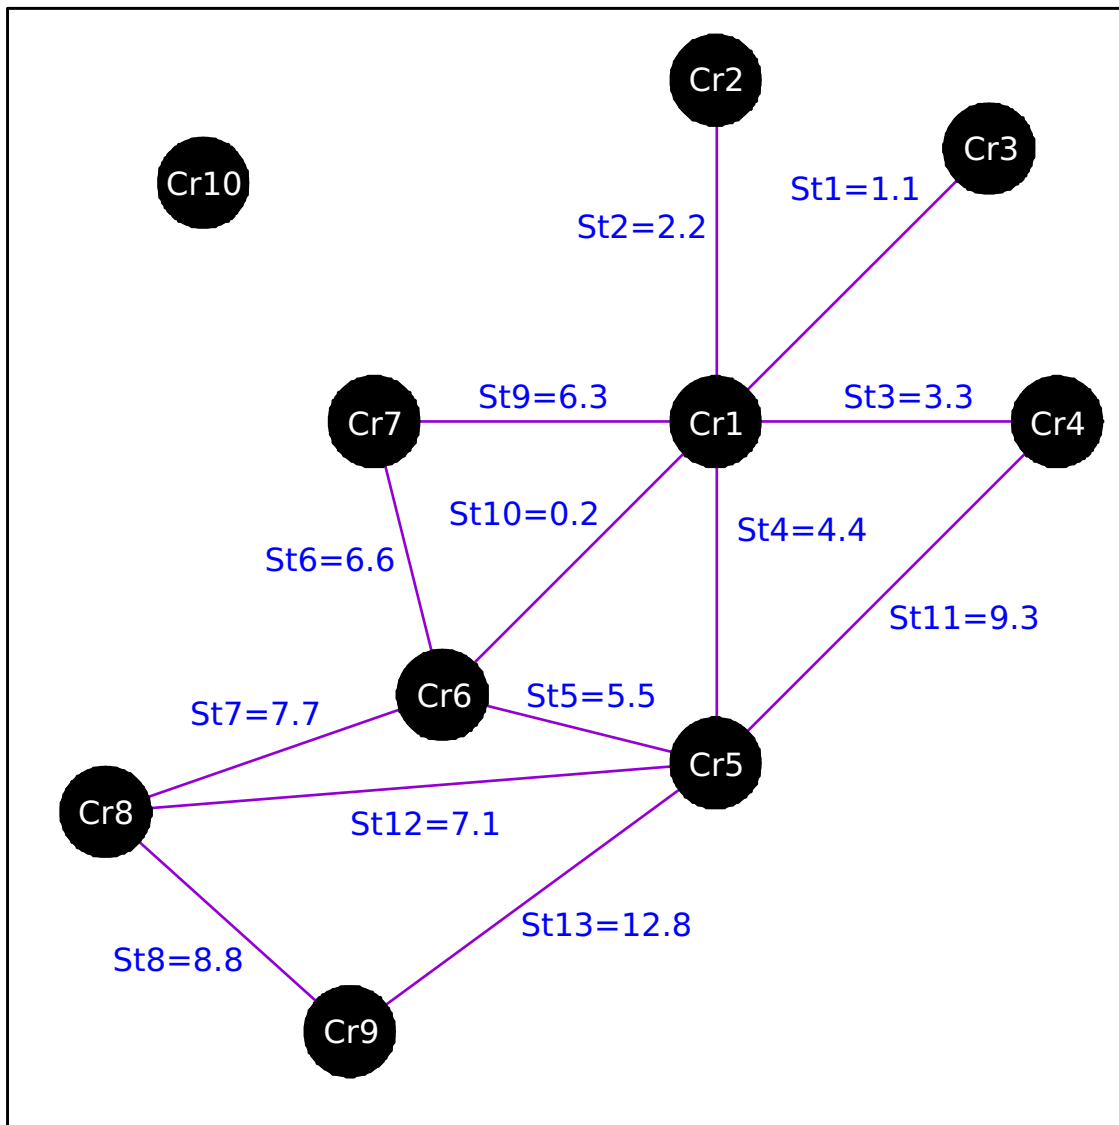 Cr2
Cr3
Cr10
St1=1.1
St2=2.2
St9=6.3
St3=3.3
Cr7
Cr1
Cr4
St10=0.2
St4=4.4
St6=6.6
St11=9.3
Cr6
St5=5.5
St7=7.7
Cr5
Cr8
St12=7.1
St13=12.8
St8=8.8
Cr9